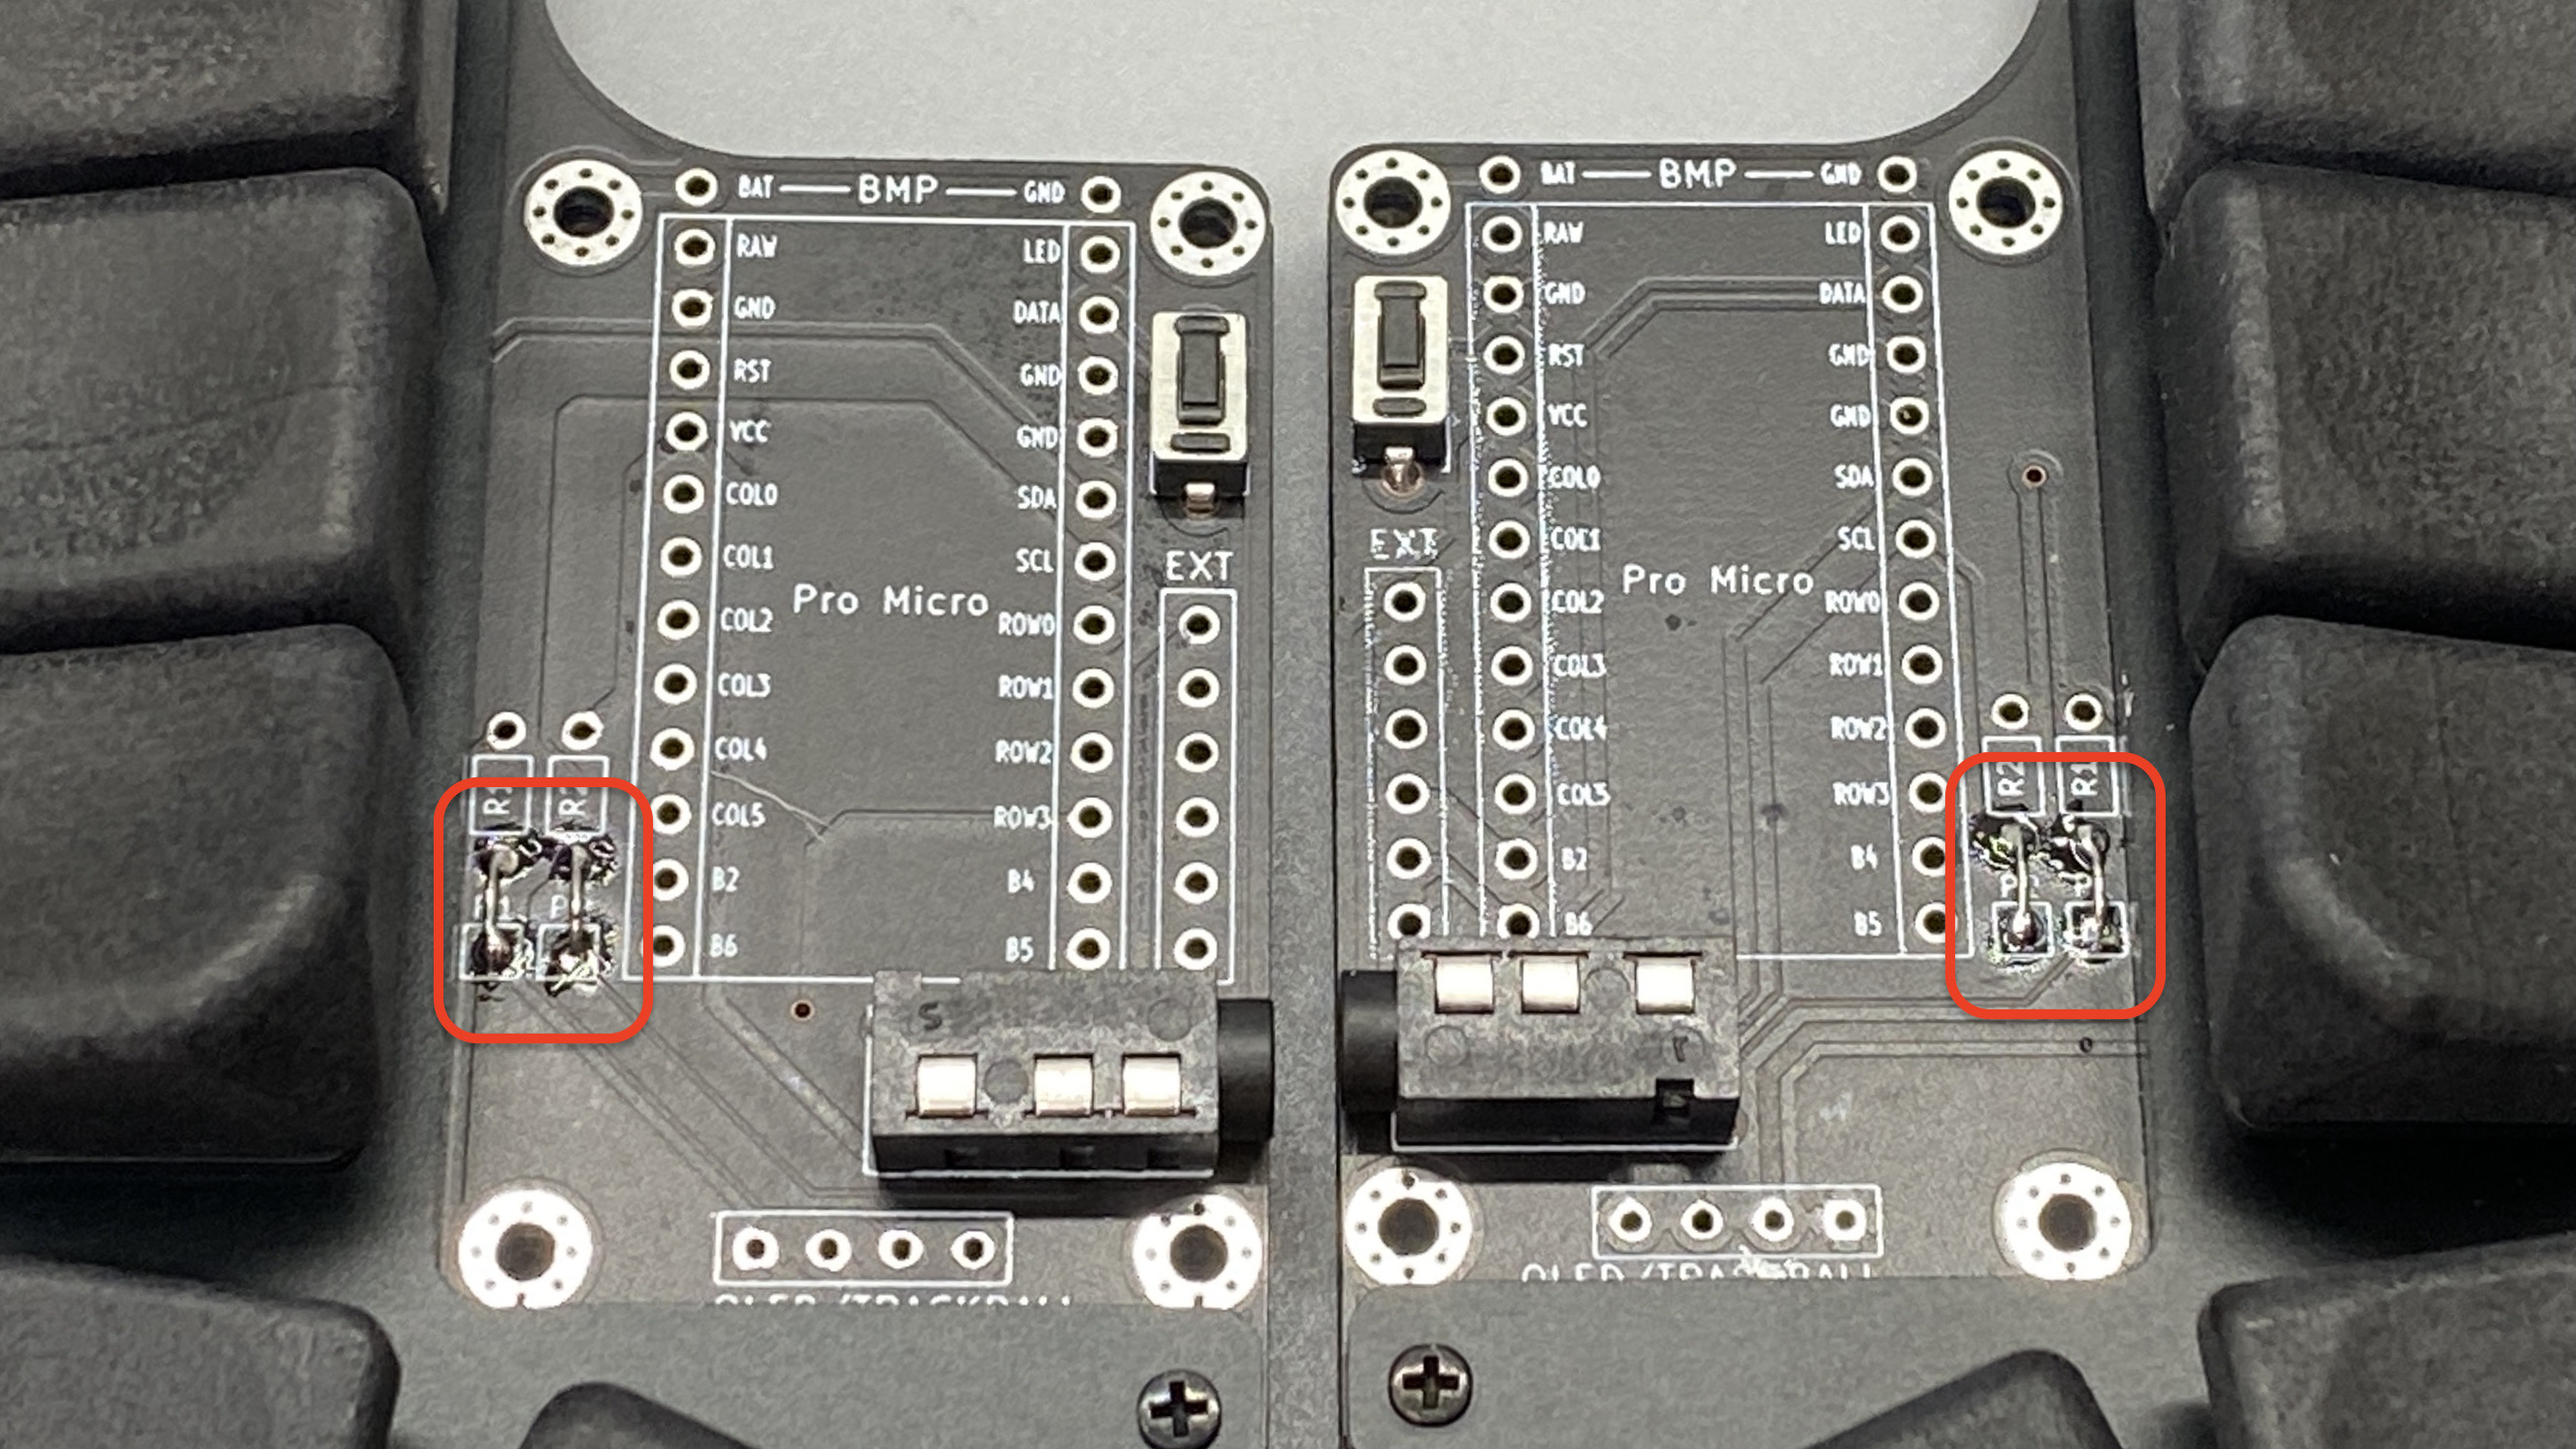 BAT BMP GND
RAW LED
GND DATA
RST GND
VCC GND
COL0 SDA
COL1 SCL
EXT
COL2 Pro Micro ROW0
COL3 ROW1
COL4 ROW2
COL5 ROW3
R1 R2
B2 B4
B6 B5
BAT BMP GND
RAW LED
GND DATA
RST GND
VCC GND
COL0 SDA
EXT
COL1 SCL
COL2 Pro Micro ROW0
COL3 ROW1
COL4 ROW2
COL5 ROW3
R2 R1
B2 B4
B6 B5
OLED/TRACKBALL
OLED/TRACKBALL